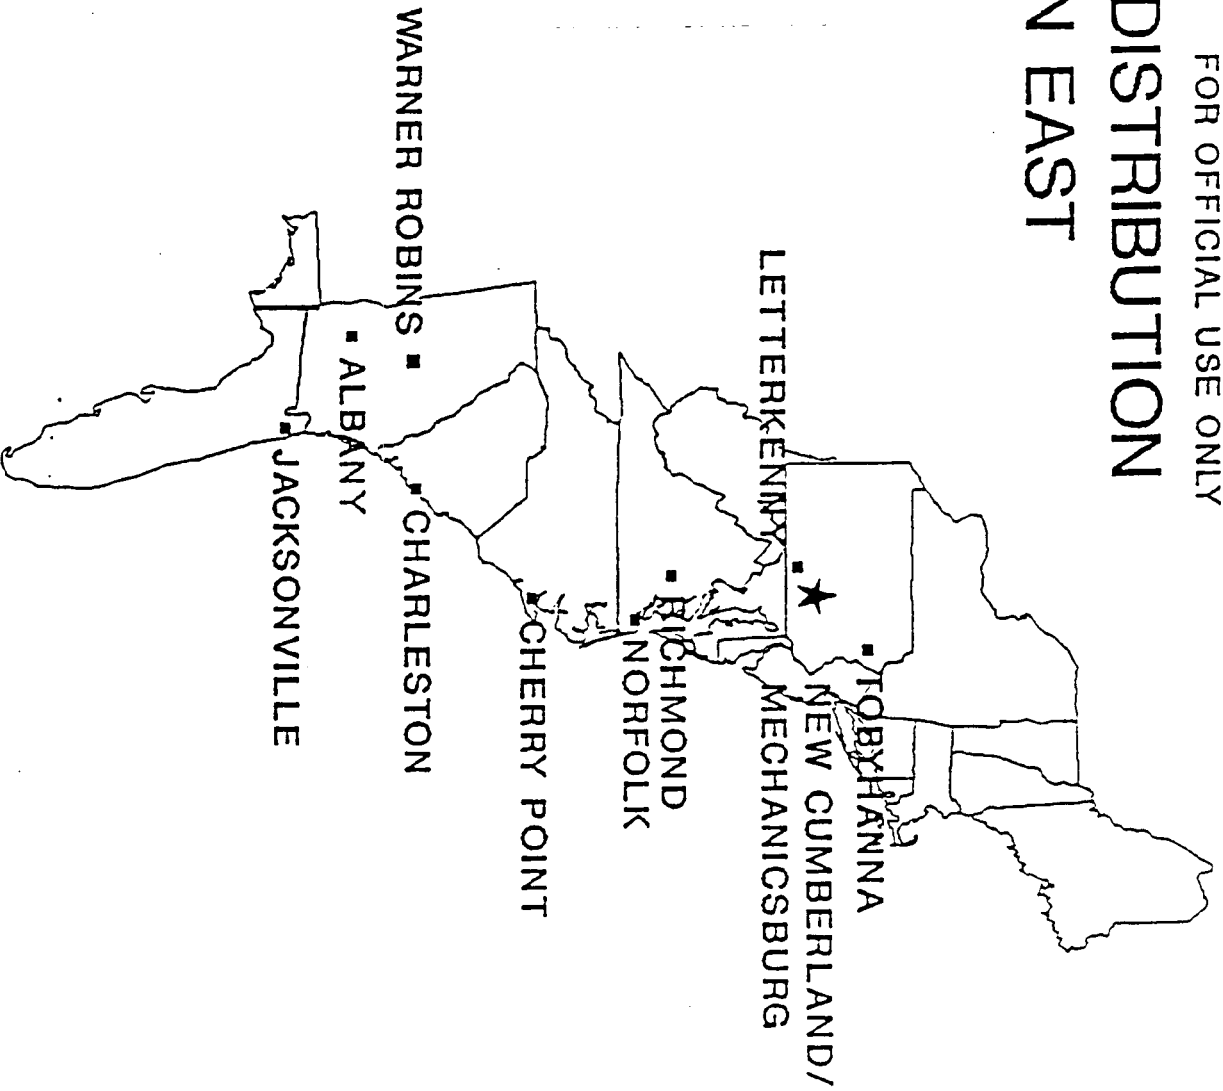 FOR OFFICIAL USE ONLY
DISTRIBUTION
N EAST
TOBYHANNA
NEW CUMBERLAND/
MECHANICSBURG
LETTERKENNY
RICHMOND
NORFOLK
CHERRY POINT
CHARLESTON
WARNER ROBINS
ALBANY
JACKSONVILLE